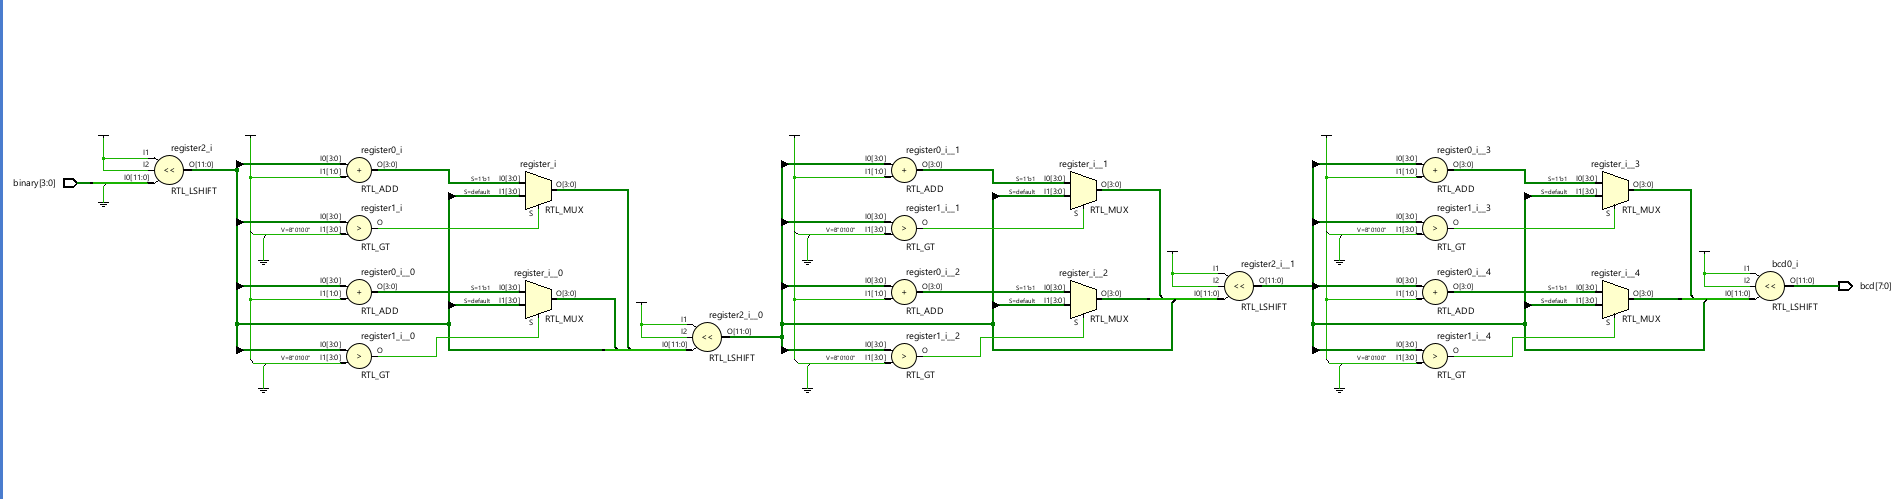 binary[3:0]
register2_i
I1
I2
I0[11:0]
<<
O[11:0]
RTL_LSHIFT
register0_i
I0[3:0]
I1[1:0]
+
O[3:0]
RTL_ADD
register1_i
I0[3:0]
V=B"0100"
I1[3:0]
>
O
RTL_GT
register_i
S=1'b1
I0[3:0]
S=default
I1[3:0]
O[3:0]
S
RTL_MUX
register0_i__0
I0[3:0]
I1[1:0]
+
O[3:0]
RTL_ADD
register1_i__0
I0[3:0]
V=B"0100"
I1[3:0]
>
O
RTL_GT
register_i__0
S=1'b1
I0[3:0]
S=default
I1[3:0]
O[3:0]
S
RTL_MUX
register2_i__0
I1
I2
I0[11:0]
<<
O[11:0]
RTL_LSHIFT
register0_i__1
I0[3:0]
I1[1:0]
+
O[3:0]
RTL_ADD
register1_i__1
I0[3:0]
V=B"0100"
I1[3:0]
>
O
RTL_GT
register_i__1
S=1'b1
I0[3:0]
S=default
I1[3:0]
O[3:0]
S
RTL_MUX
register0_i__2
I0[3:0]
I1[1:0]
+
O[3:0]
RTL_ADD
register1_i__2
I0[3:0]
V=B"0100"
I1[3:0]
>
O
RTL_GT
register_i__2
S=1'b1
I0[3:0]
S=default
I1[3:0]
O[3:0]
S
RTL_MUX
register2_i__1
I1
I2
I0[11:0]
<<
O[11:0]
RTL_LSHIFT
register0_i__3
I0[3:0]
I1[1:0]
+
O[3:0]
RTL_ADD
register1_i__3
I0[3:0]
V=B"0100"
I1[3:0]
>
O
RTL_GT
register_i__3
S=1'b1
I0[3:0]
S=default
I1[3:0]
O[3:0]
S
RTL_MUX
register0_i__4
I0[3:0]
I1[1:0]
+
O[3:0]
RTL_ADD
register1_i__4
I0[3:0]
V=B"0100"
I1[3:0]
>
O
RTL_GT
register_i__4
S=1'b1
I0[3:0]
S=default
I1[3:0]
O[3:0]
S
RTL_MUX
bcd0_i
I1
I2
I0[11:0]
<<
O[11:0]
RTL_LSHIFT
bcd[7:0]